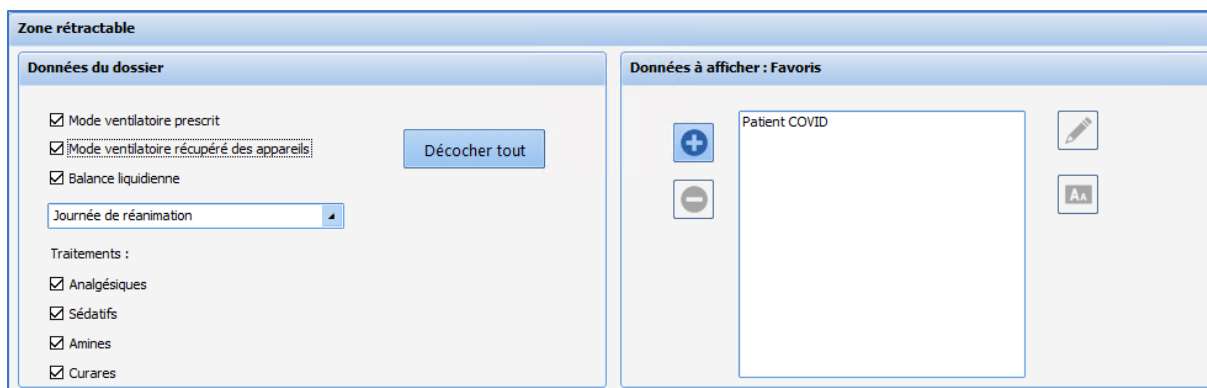 Zone rétractable
Données du dossier
Mode ventilatoire prescrit
Mode ventilatoire récupéré des appareils
Balance liquidienne
Décocher tout
Journée de réanimation
Traitements :
Analgésiques
Sédatifs
Amines
Curares
Données à afficher : Favoris
Patient COVID
AA